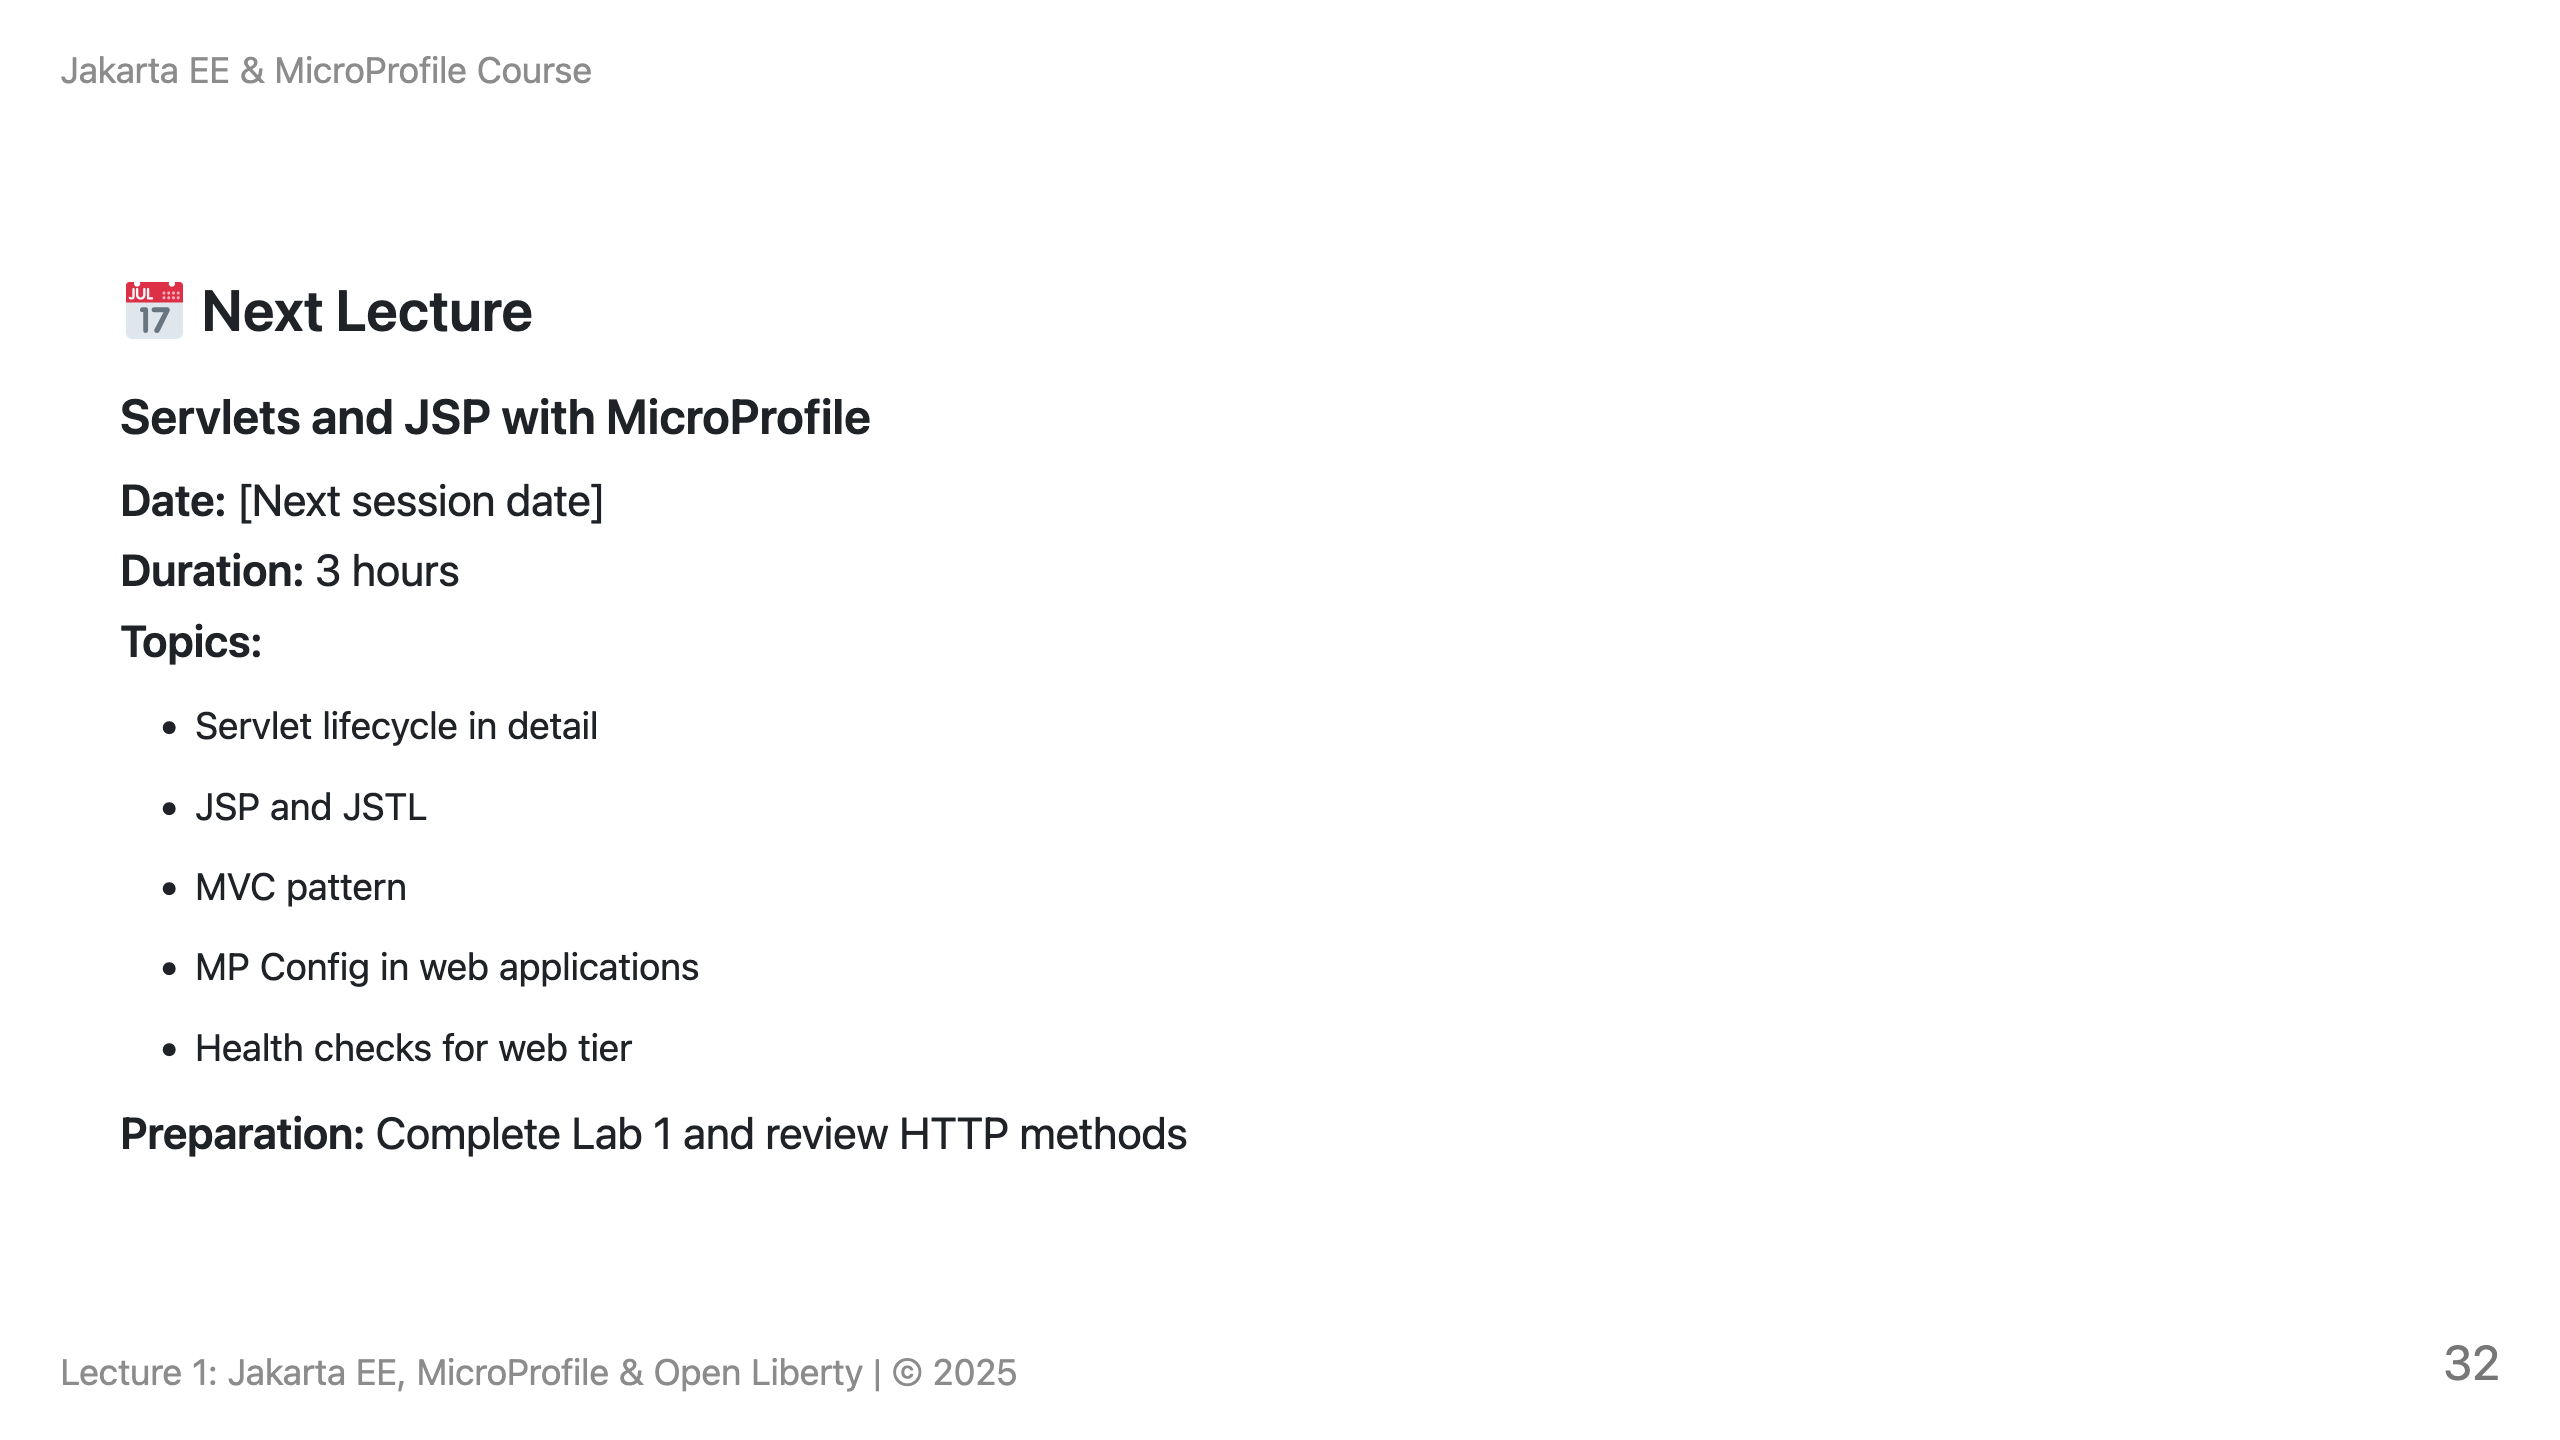 Jakarta EE & MicroProfile Course
JUL
17
Next Lecture
Servlets and JSP with MicroProfile
Date: [Next session date]
Duration: 3 hours
Topics:
• Servlet lifecycle in detail
• JSP and JSTL
• MVC pattern
• MP Config in web applications
• Health checks for web tier
Preparation: Complete Lab 1 and review HTTP methods
Lecture 1: Jakarta EE, MicroProfile & Open Liberty | © 2025
32